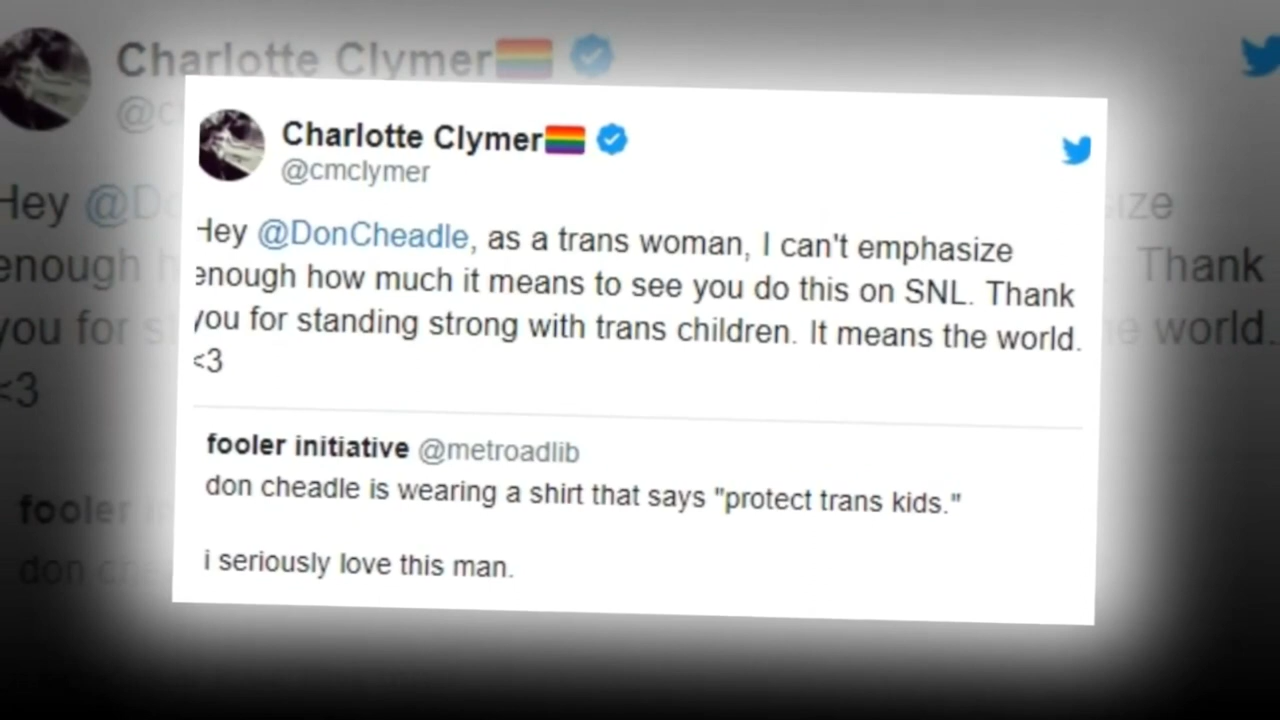 Charlotte Clymer🏳️‍🌈
@cmclymer
Hey @DonCheadle, as a trans woman, I can't emphasize
enough how much it means to see you do this on SNL. Thank
you for standing strong with trans children. It means the world.
<3
fooler initiative @metroadlib
don cheadle is wearing a shirt that says "protect trans kids."
i seriously love this man.